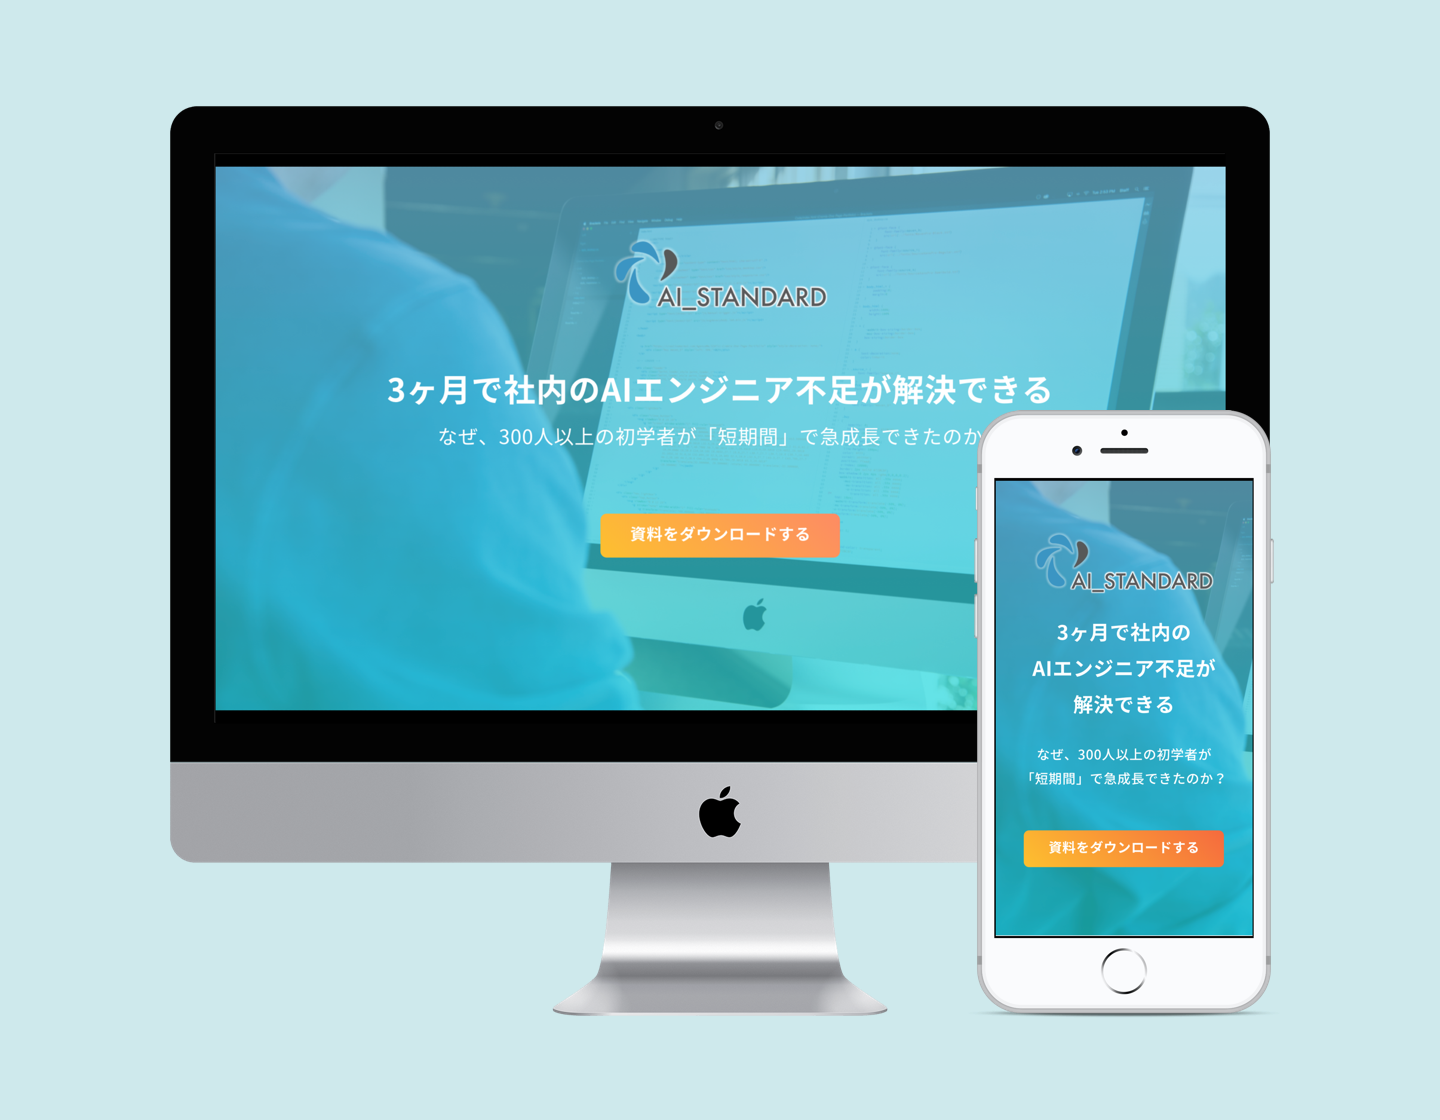 AI_STANDARD
3ヶ月で社内のAIエンジニア不足が解決できる
なぜ、300人以上の初学者が「短期間」で急成長できたのか
資料をダウンロードする
AI_STANDARD
3ヶ月で社内の
AIエンジニア不足が
解決できる
なぜ、300人以上の初学者が
「短期間」で急成長できたのか？
資料をダウンロードする